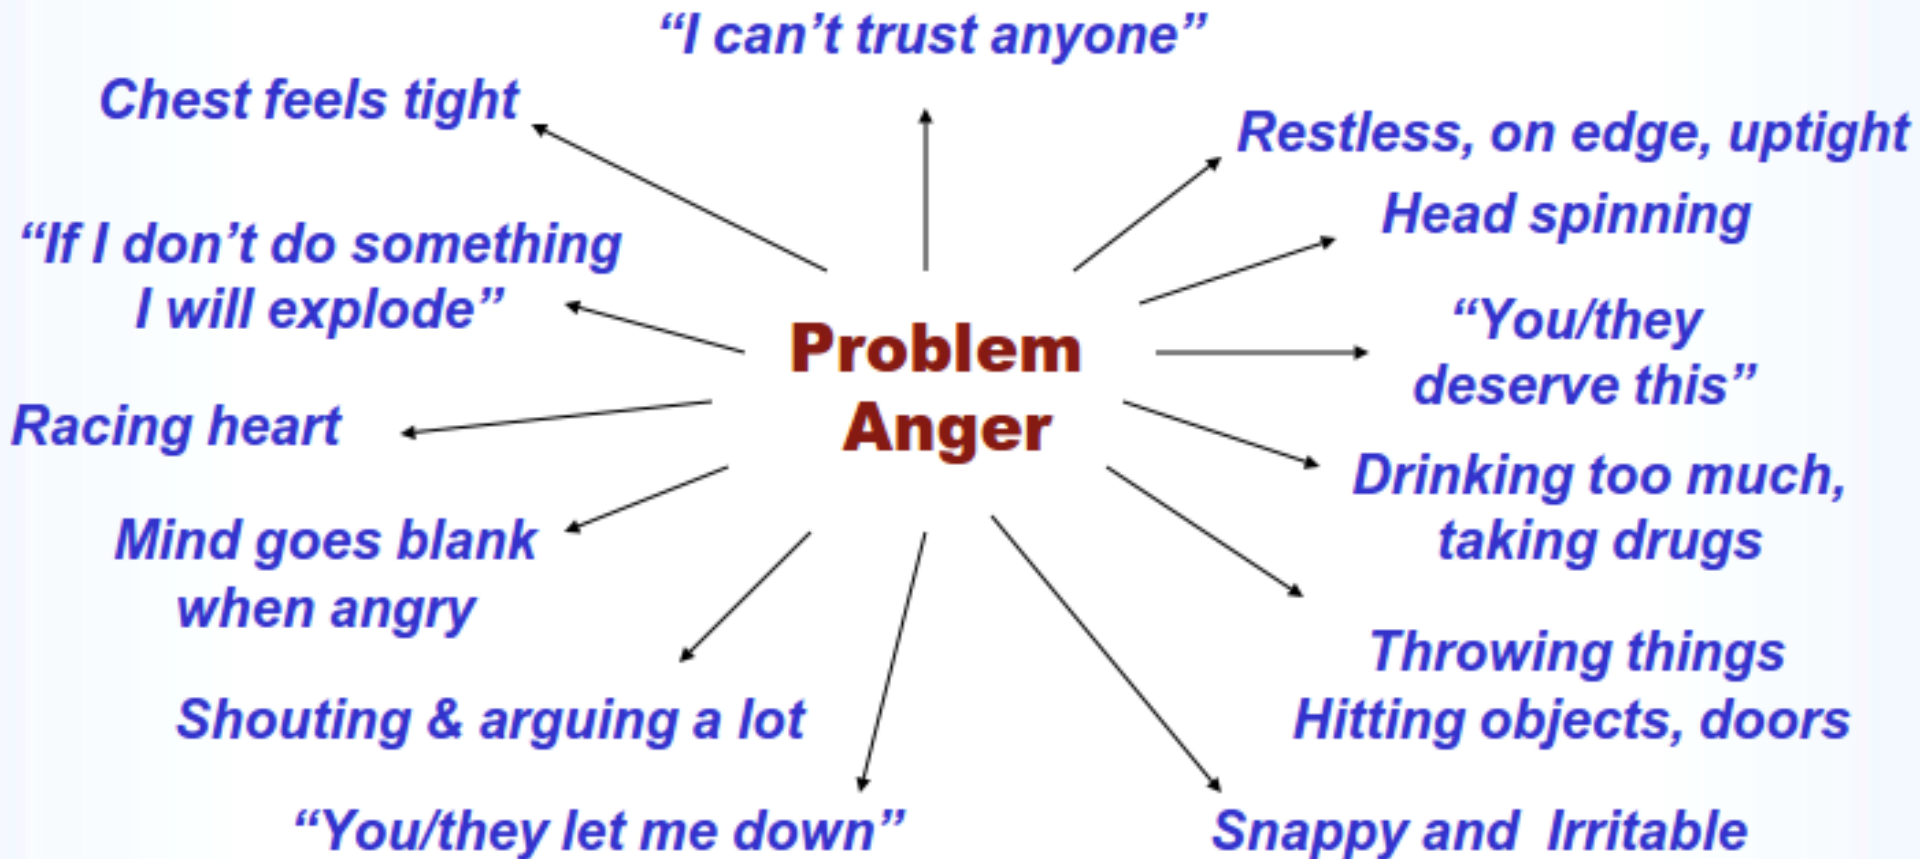 “I can’t trust anyone”
Chest feels tight
Restless, on edge, uptight
Head spinning
“If I don’t do something
I will explode”
“You/they
deserve this”
Problem
Anger
Racing heart
Drinking too much,
taking drugs
Mind goes blank
when angry
Throwing things
Hitting objects, doors
Shouting & arguing a lot
“You/they let me down”
Snappy and Irritable